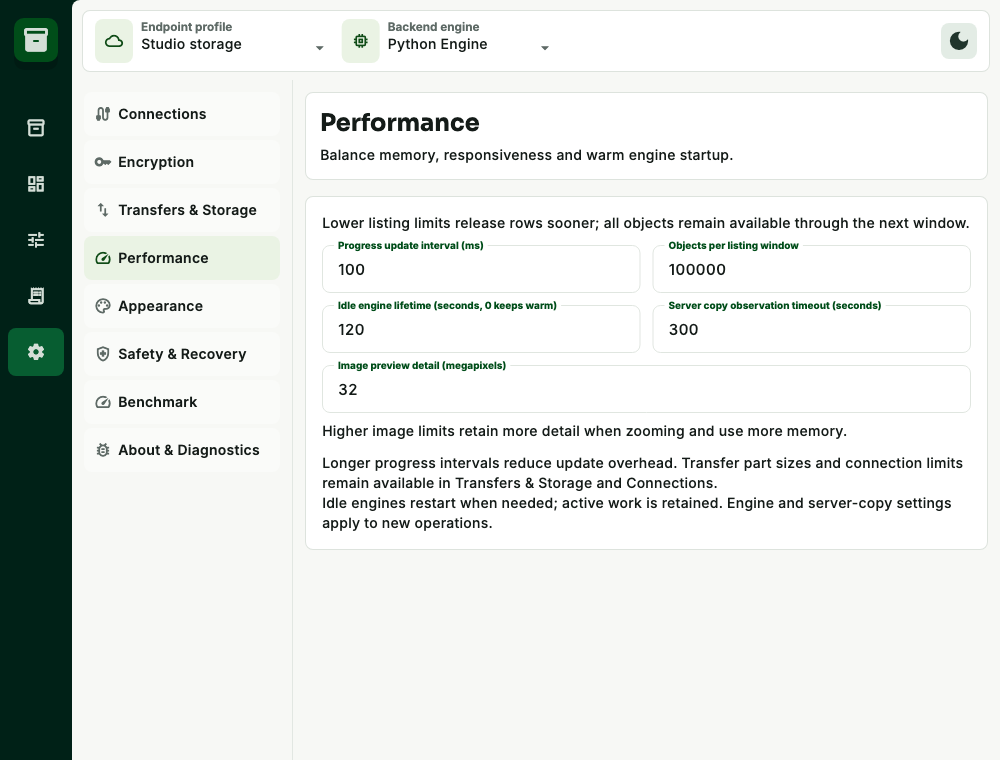 Endpoint profile
Studio storage
Backend engine
Python Engine
Connections
Encryption
Transfers & Storage
Performance
Appearance
Safety & Recovery
Benchmark
About & Diagnostics
Performance
Balance memory, responsiveness and warm engine startup.
Lower listing limits release rows sooner; all objects remain available through the next window.
Progress update interval (ms)
100
Objects per listing window
100000
Idle engine lifetime (seconds, 0 keeps warm)
120
Server copy observation timeout (seconds)
300
Image preview detail (megapixels)
32
Higher image limits retain more detail when zooming and use more memory.
Longer progress intervals reduce update overhead. Transfer part sizes and connection limits
remain available in Transfers & Storage and Connections.
Idle engines restart when needed; active work is retained. Engine and server-copy settings
apply to new operations.